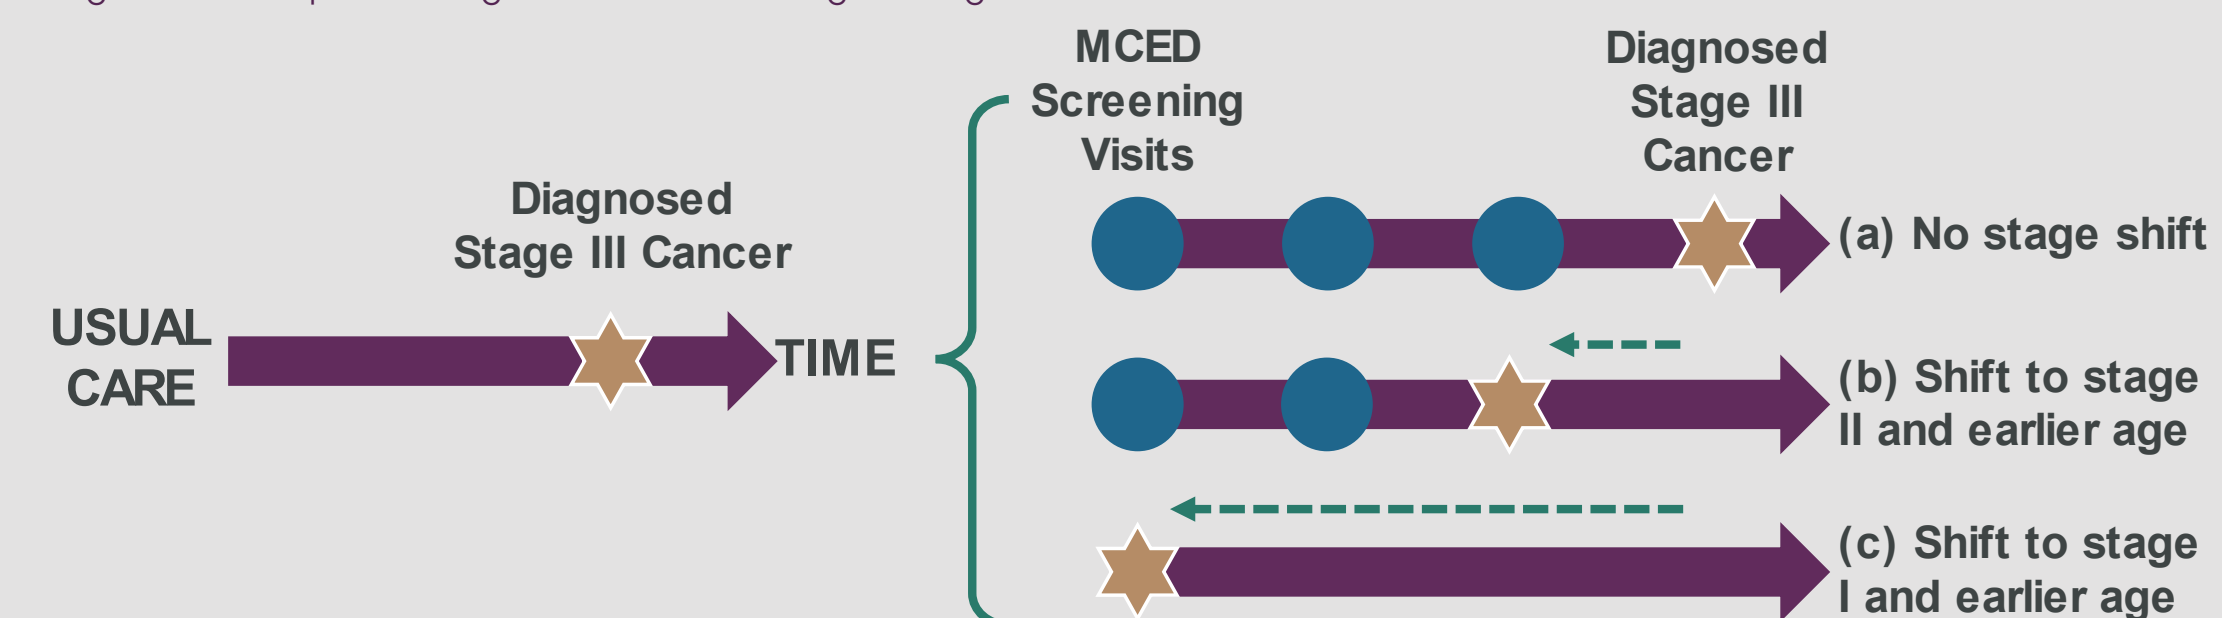 MCED
Screening
Visits
Diagnosed
Stage III
Cancer
Diagnosed
Stage III Cancer
USUAL
CARE
TIME
(a) No stage shift
(b) Shift to stage
II and earlier age
(c) Shift to stage
I and earlier age